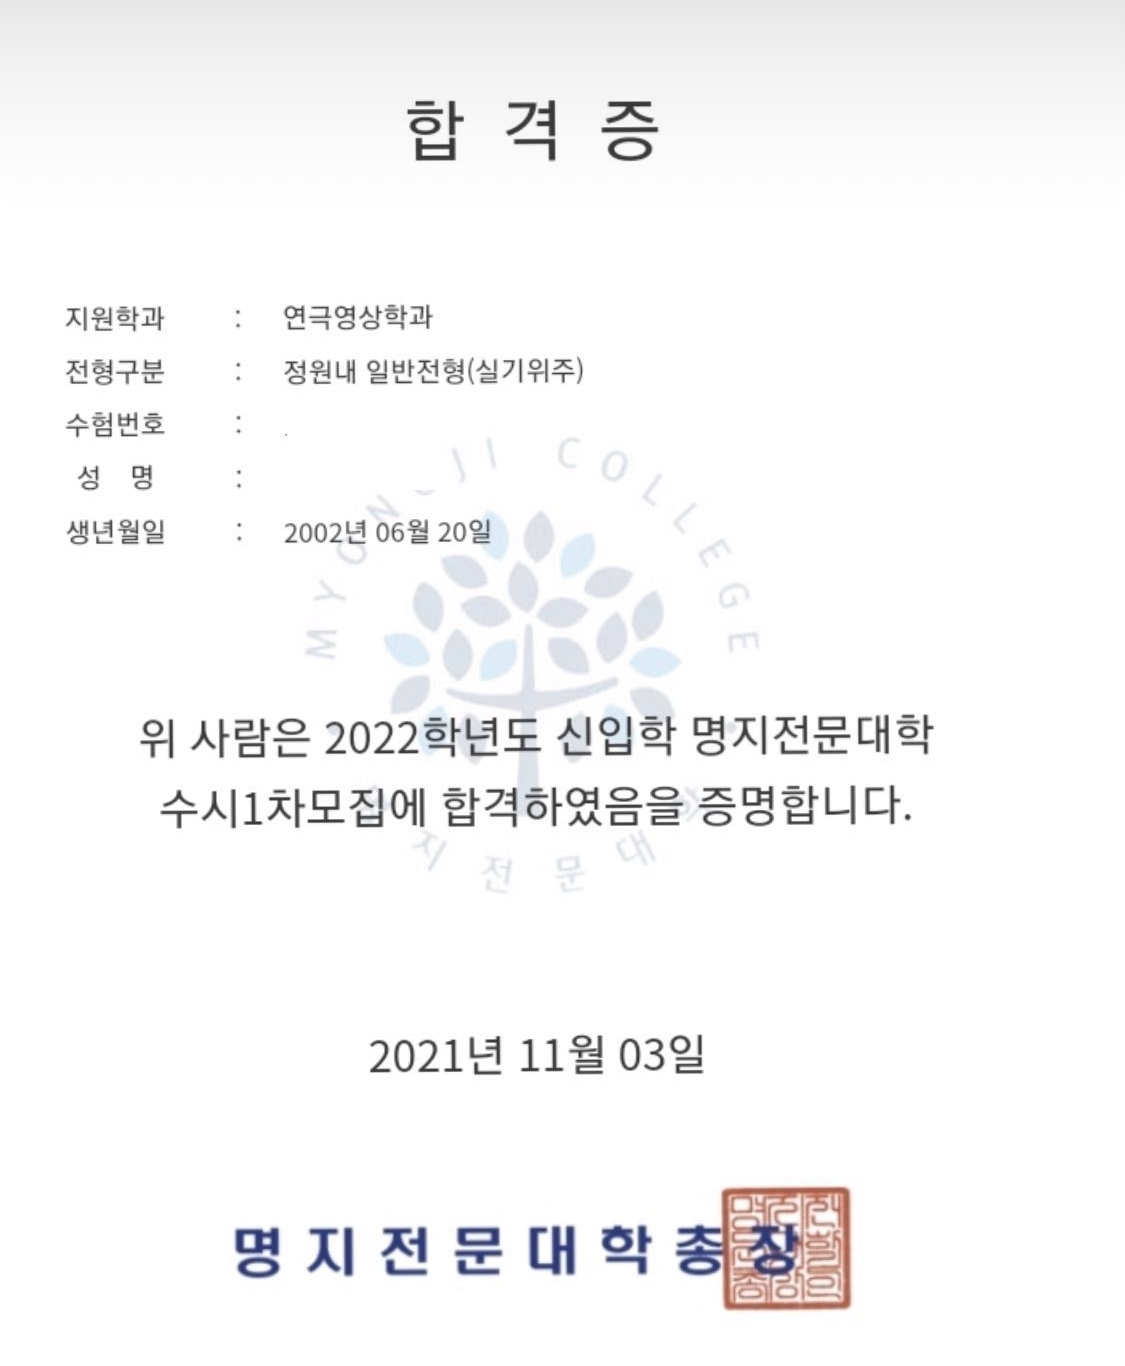 합 격 증
지원학과 : 연극영상학과
전형구분 : 정원내 일반전형(실기위주)
수험번호 :
성 명 :
생년월일 : 2002년 06월 20일
MYONGJI COLLEGE
위 사람은 2022학년도 신입학 명지전문대학
수시1차모집에 합격하였음을 증명합니다.
명지전문대학
2021년 11월 03일
명지전문대학총장